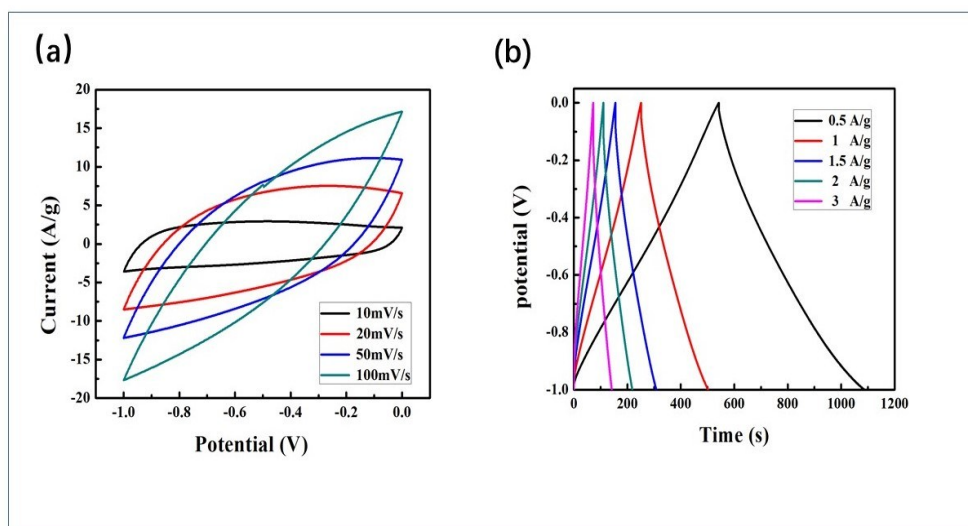 (a)
20
15
10
5
0
-5
-10
-15
-20
Current (A/g)
-1.0 -0.8 -0.6 -0.4 -0.2 0.0
Potential (V)
10mV/s
20mV/s
50mV/s
100mV/s
(b)
0.0
-0.2
-0.4
-0.6
-0.8
-1.0
potential (V)
0 200 400 600 800 1000 1200
Time (s)
0.5 A/g
1 A/g
1.5 A/g
2 A/g
3 A/g